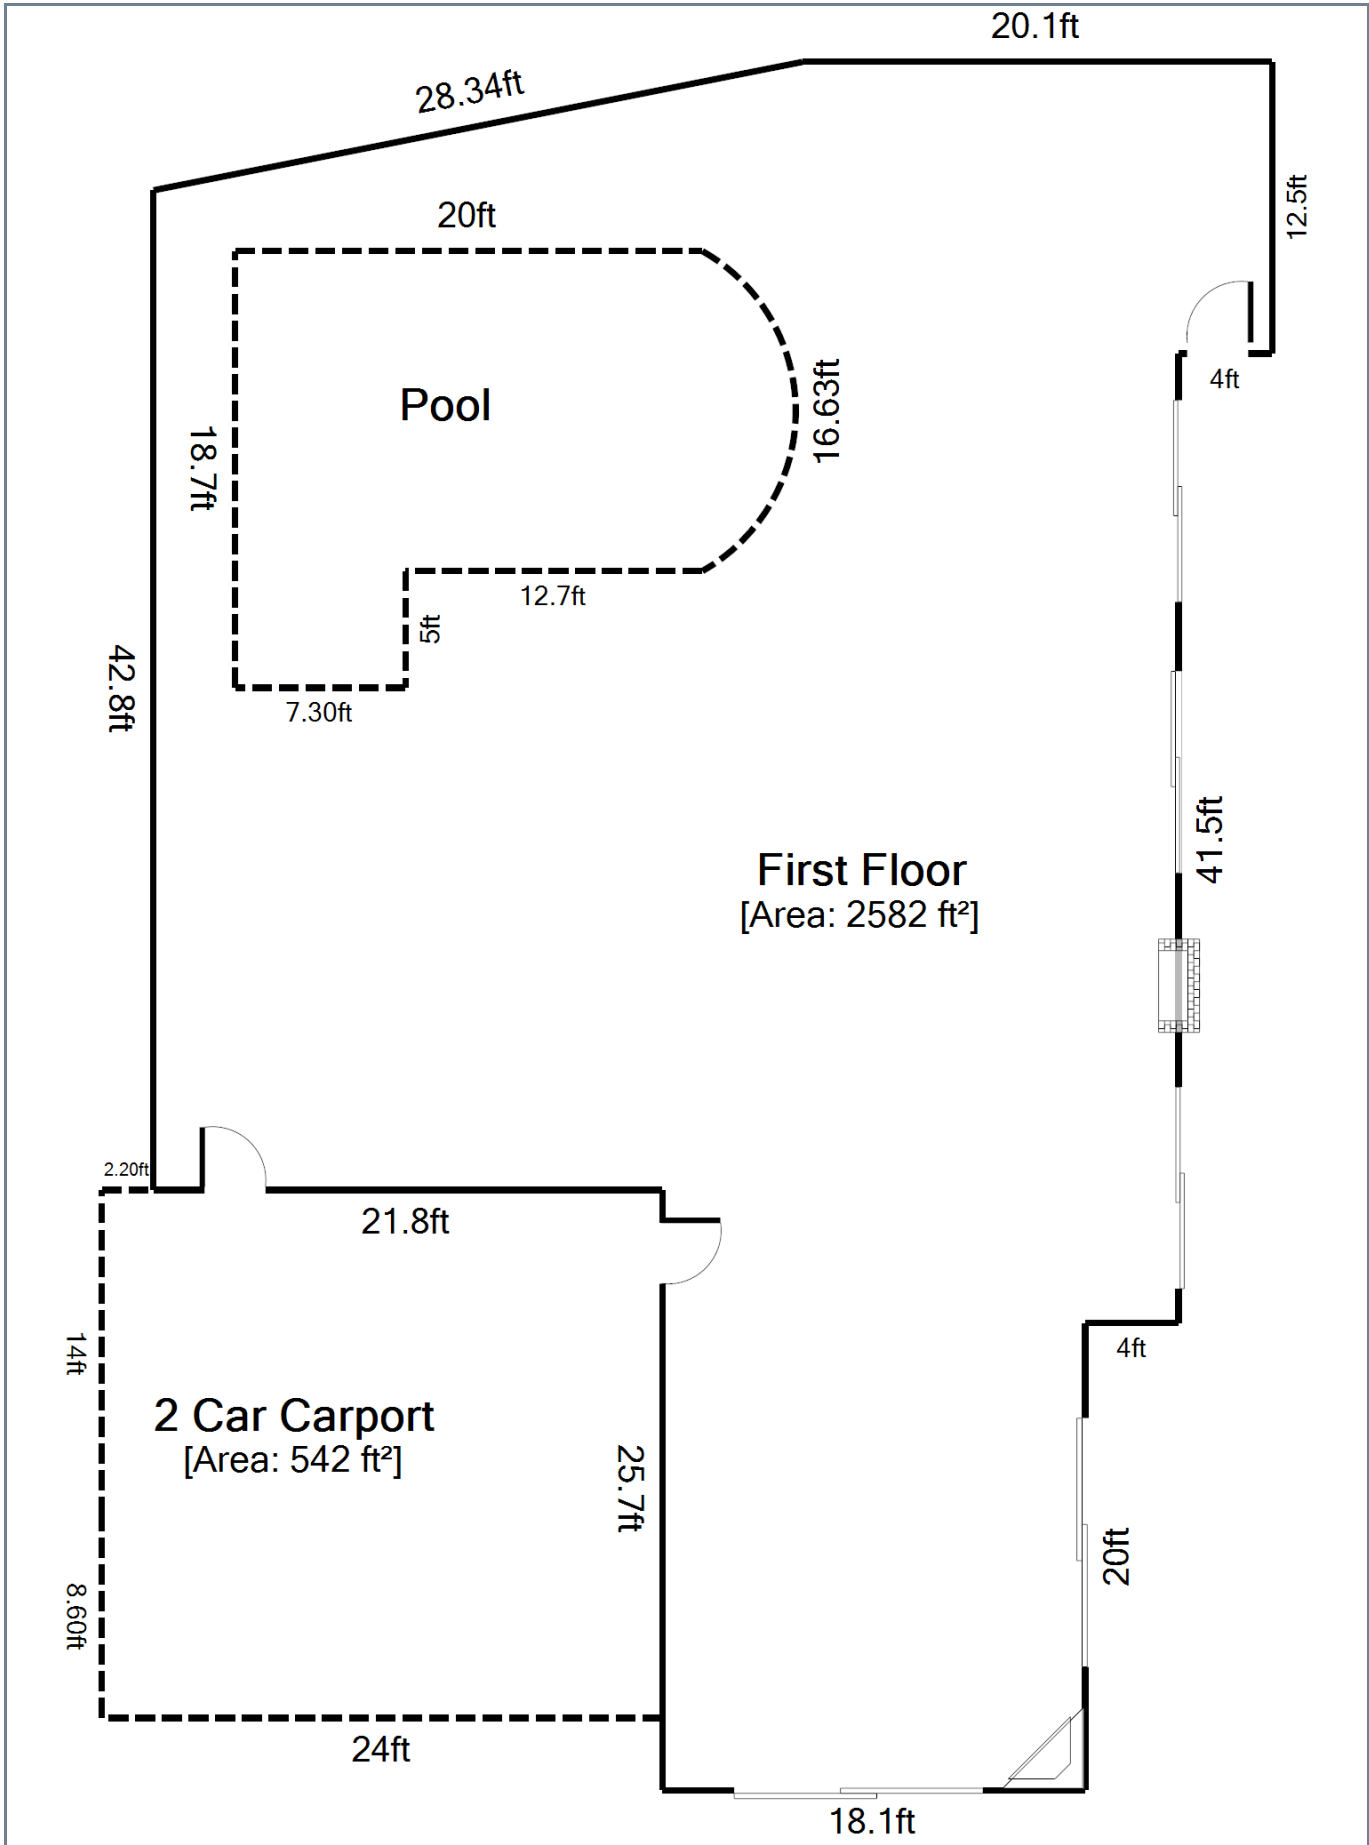 20.1ft
28.34ft
12.5ft
20ft
4ft
Pool
16.63ft
18.7ft
12.7ft
5ft
42.8ft
7.30ft
41.5ft
First Floor
[Area: 2582 ft²]
2.20ft
21.8ft
14ft
4ft
2 Car Carport
[Area: 542 ft²]
25.7ft
20ft
8.60ft
24ft
18.1ft